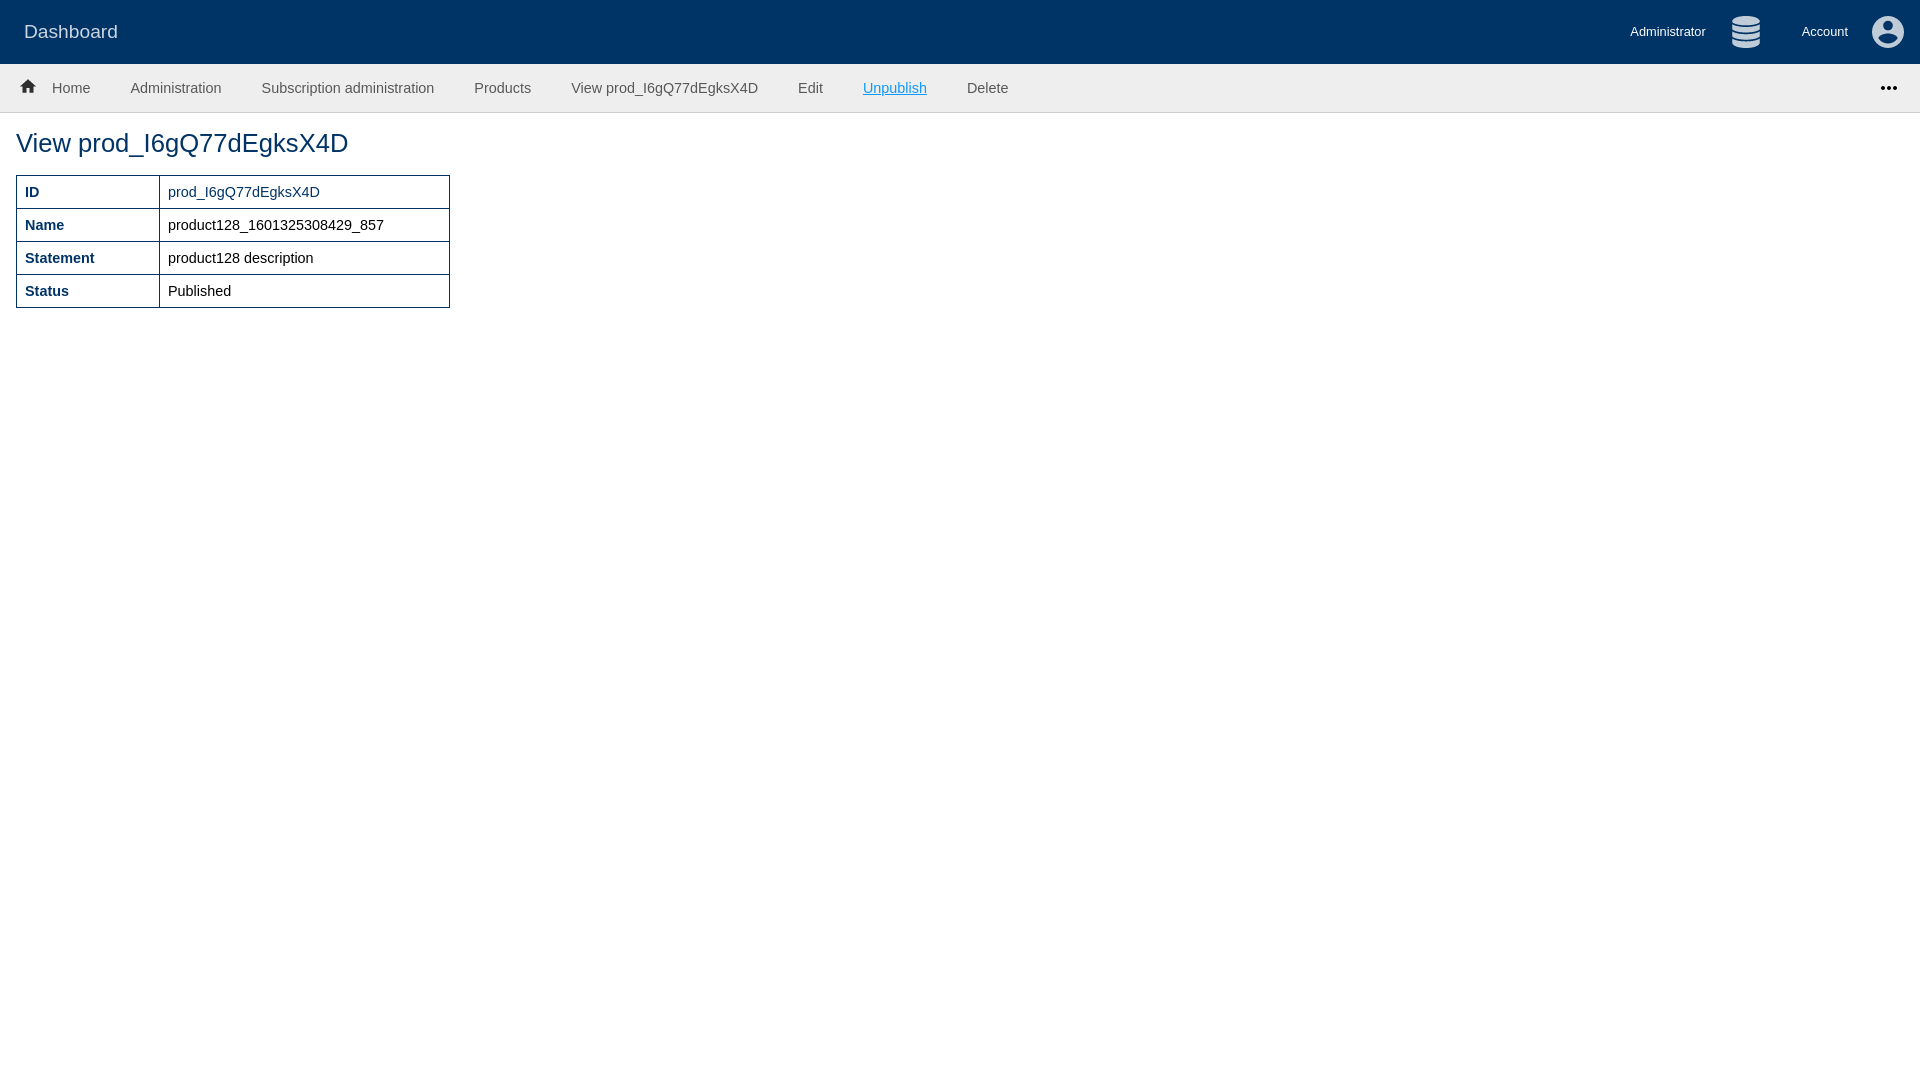 Dashboard
Administrator
Account
Home
Administration
Subscription administration
Products
View prod_I6gQ77dEgksX4D
Edit
Unpublish
Delete
View prod_I6gQ77dEgksX4D
ID prod_I6gQ77dEgksX4D
Name product128_1601325308429_857
Statement product128 description
Status Published